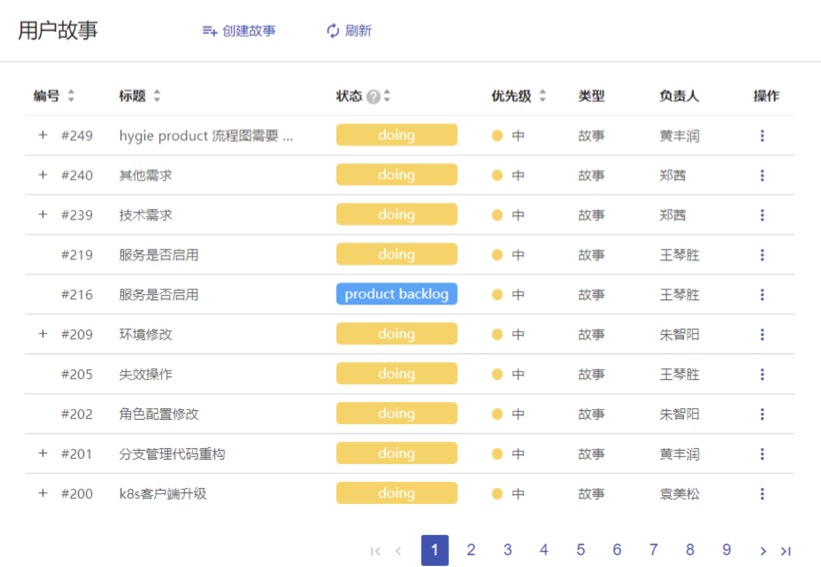 用户故事 创建故事 刷新
编号 标题 状态 ? 优先级 类型 负责人 操作
+ #249 hygie product 流程图需要 ... doing 中 故事 黄丰润
+ #240 其他需求 doing 中 故事 郑茜
+ #239 技术需求 doing 中 故事 郑茜
#219 服务是否启用 doing 中 故事 王琴胜
#216 服务是否启用 product backlog 中 故事 王琴胜
+ #209 环境修改 doing 中 故事 朱智阳
#205 失效操作 doing 中 故事 王琴胜
#202 角色配置修改 doing 中 故事 朱智阳
+ #201 分支管理代码重构 doing 中 故事 黄丰润
+ #200 k8s客户端升级 doing 中 故事 袁美松
1 2 3 4 5 6 7 8 9